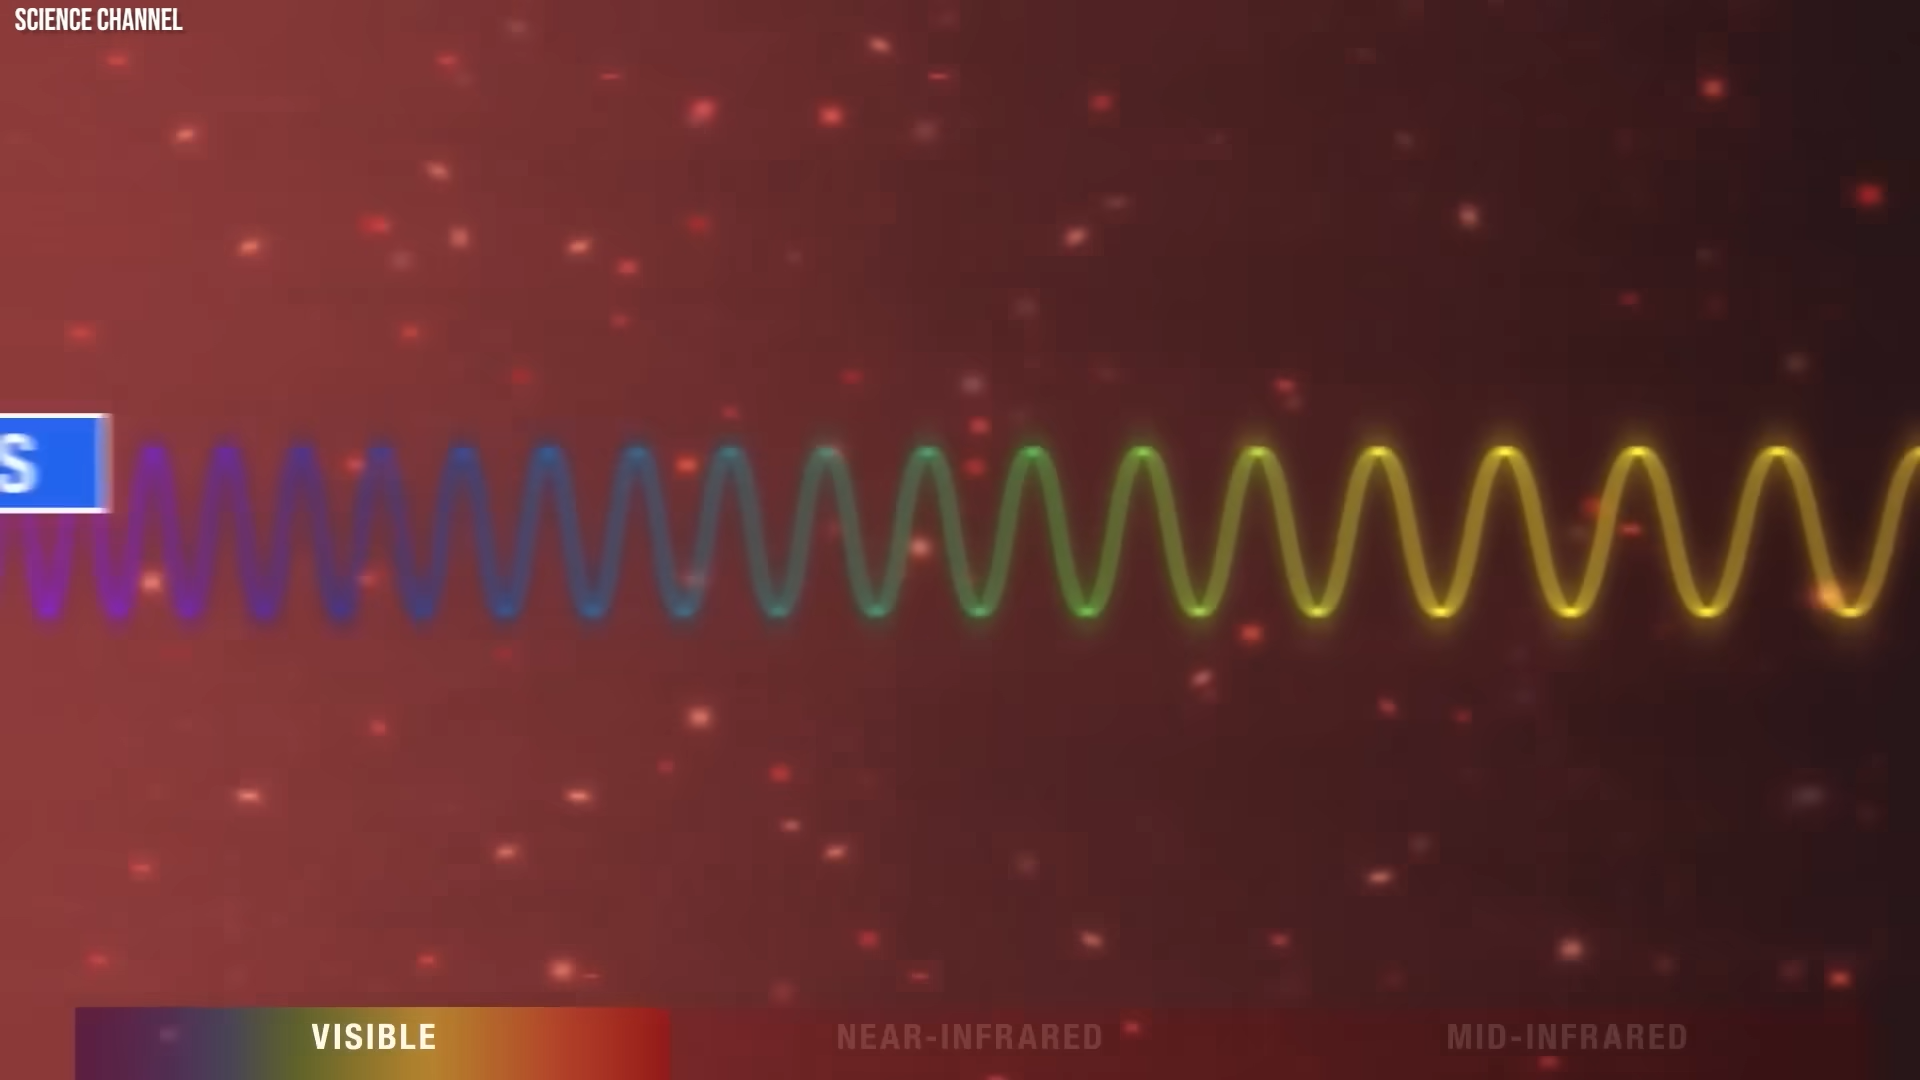 SCIENCE CHANNEL
S
VISIBLE
NEAR-INFRARED
MID-INFRARED